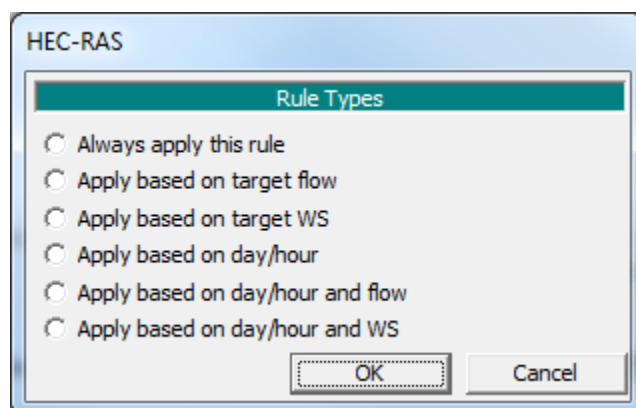 HEC-RAS
Rule Types
Always apply this rule
Apply based on target flow
Apply based on target WS
Apply based on day/hour
Apply based on day/hour and flow
Apply based on day/hour and WS
OK Cancel